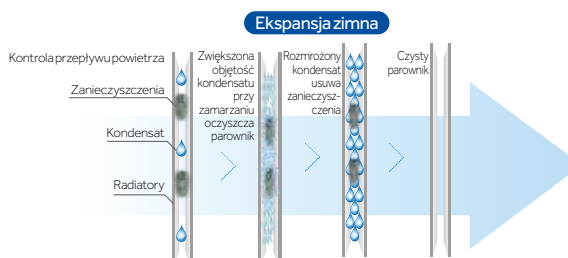 Ekspansja zimna
Kontrola przepływu powietrza
Zanieczyszczenia
Kondensat
Radiatory
Zwiększona
objętość
kondensatu
przy
zamarzaniu
oczyszcza
parownik
Rozmrożony
kondensat
usuwa
zanieczysz-
czenia
Czysty
parownik